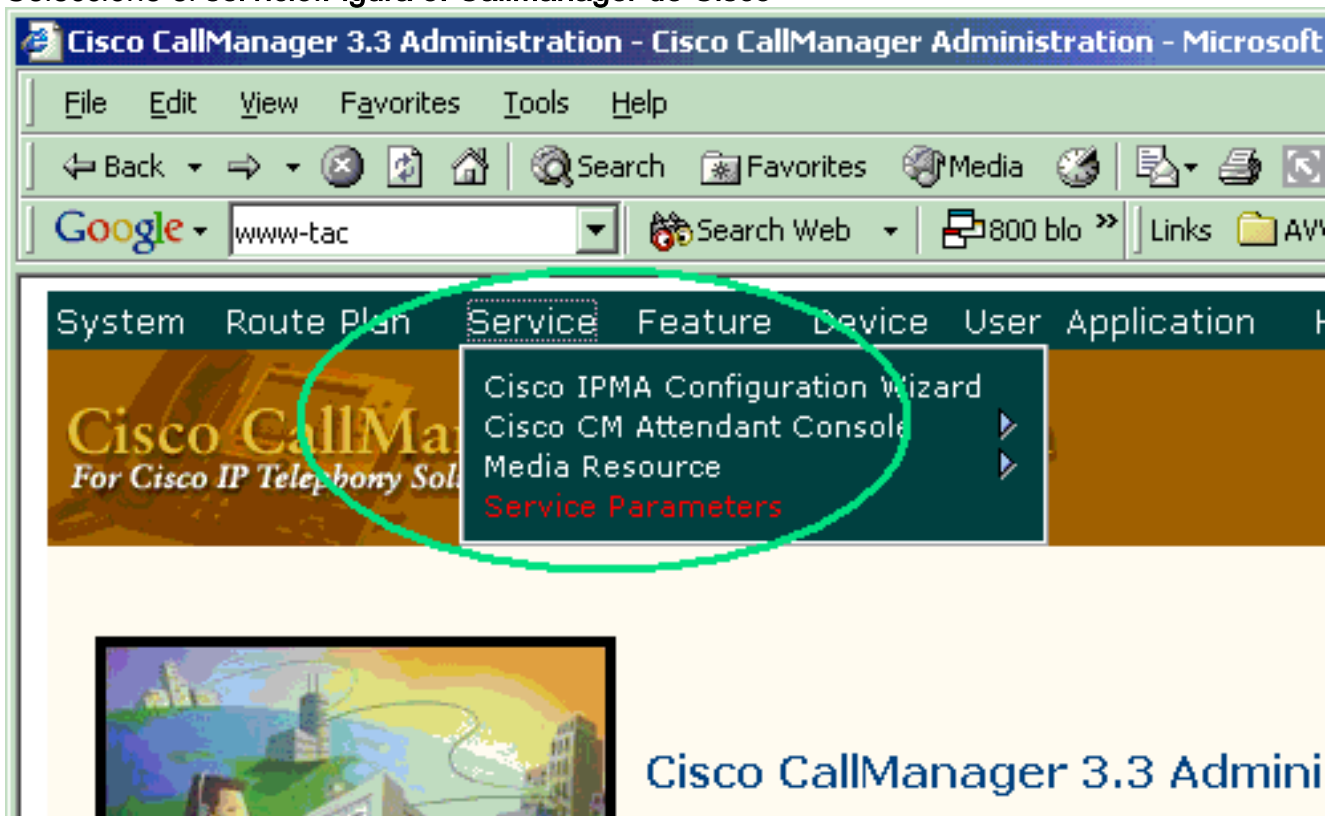 Cisco CallManager 3.3 Administration - Cisco CallManager Administration - Microsoft
File Edit View Favorites Tools Help
Back Search Favorites Media
Google www-tac Search Web 800 blo » Links
System Route Plan Service Feature Device User Application H
Cisco IPMA Configuration Wizard
Cisco CM Attendant Console
Media Resource
Service Parameters
Cisco
For Cisco IP Telephony
Cisco CallManager 3.3 Admini